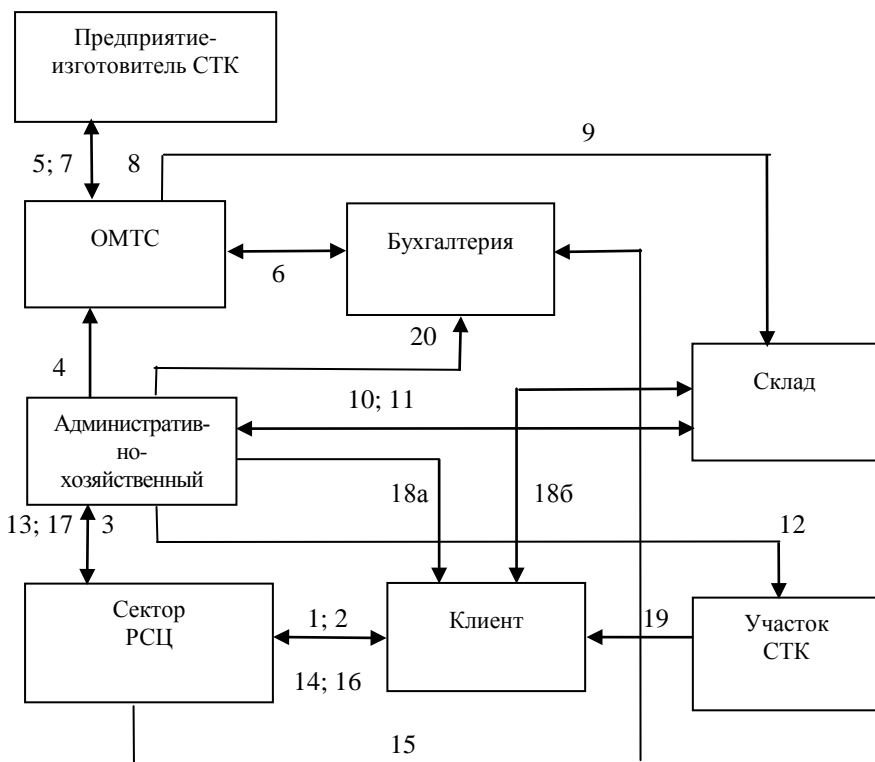 Предприятие-
изготовитель СТК
9
5; 7
8
ОМТС
Бухгалтерия
6
20
4
Склад
10; 11
Административ-
но-
хозяйственный
18а
18б
13; 17
3
12
Сектор
РСЦ
1; 2
Клиент
19
Участок
СТК
14; 16
15